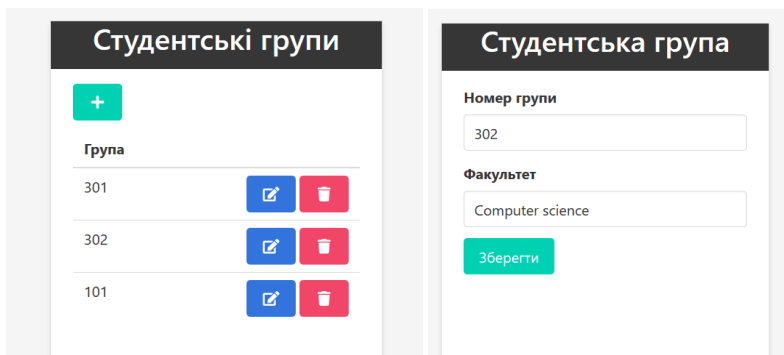 Студентські групи
+
Група
301
302
101
Студентська група
Номер групи
302
Факультет
Computer science
Зберегти